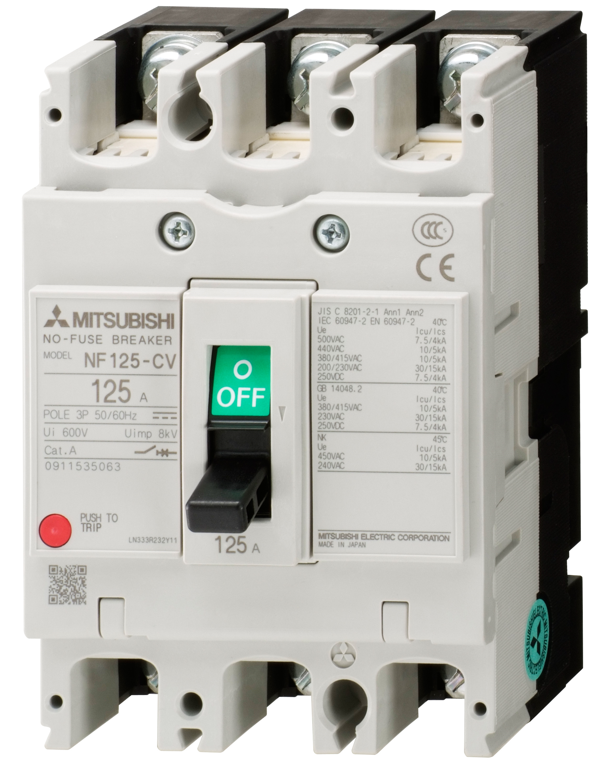 CCC
CE
MITSUBISHI
NO-FUSE BREAKER
MODEL NF125-CV
125 A
POLE 3P 50/60Hz
Ui 600V Uimp 8kV
Cat.A
0911535063
PUSH TO
TRIP
LN333R232Y11
OFF
125 A
JIS C 8201-2-1 Ann1 Ann2
IEC 60947-2 EN 60947-2 40℃
Ue Icu/Ics
500VAC 7.5/4kA
440VAC 10/5kA
380/415VAC 10/5kA
200/230VAC 30/15kA
250VDC 7.5/4kA
GB 14048.2 40℃
Ue Icu/Ics
380/415VAC 10/5kA
230VAC 30/15kA
250VDC 7.5/4kA
NK 45℃
Ue Icu/Ics
450VAC 10/5kA
240VAC 30/15kA
MITSUBISHI ELECTRIC CORPORATION
MADE IN JAPAN
MITSUBISHI